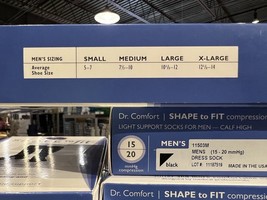 MEN'S SIZING SMALL MEDIUM LARGE X-LARGE
Average Shoe Size 5-7 7½-10 10½-12 12½-14
Dr. Comfort | SHAPE to FIT compression
LIGHT SUPPORT SOCKS FOR MEN — CALF HIGH
15
20
mmHg
MEN'S
black
11503M
MENS (15 - 20 mmHg)
DRESS SOCK
MADE IN THE USA
Dr. Comfort | SHAPE to FIT compression